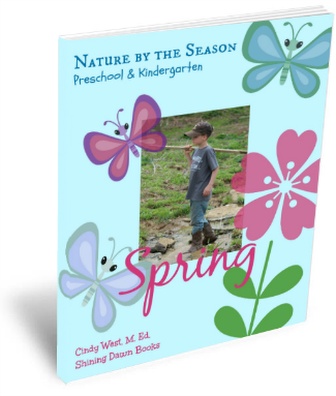 Nature by the Season
Preschool & Kindergarten
Spring
Cindy West, M. Ed.
Shining Dawn Books